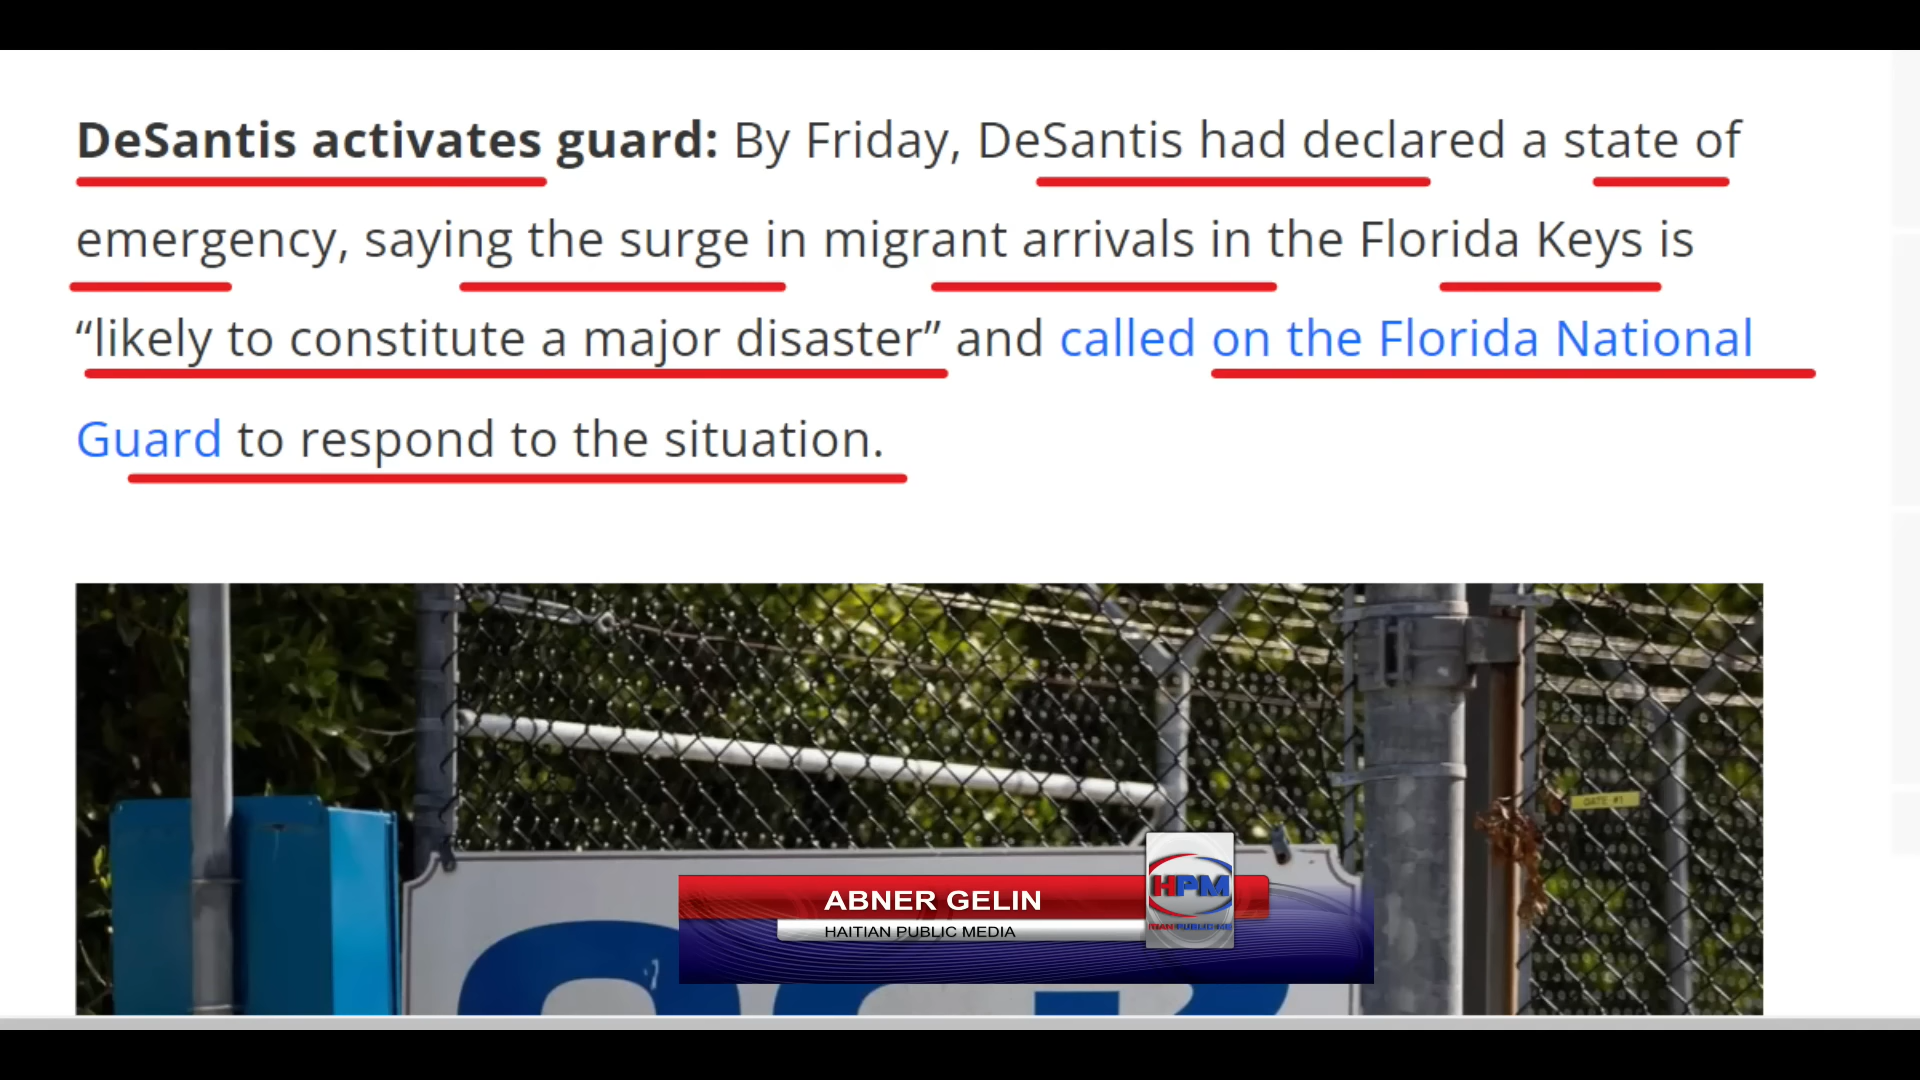 DeSantis activates guard: By Friday, DeSantis had declared a state of
emergency, saying the surge in migrant arrivals in the Florida Keys is
“likely to constitute a major disaster” and called on the Florida National
Guard to respond to the situation.
GATE #1
ABNER GELIN
HPM
HAITIAN PUBLIC MEDIA